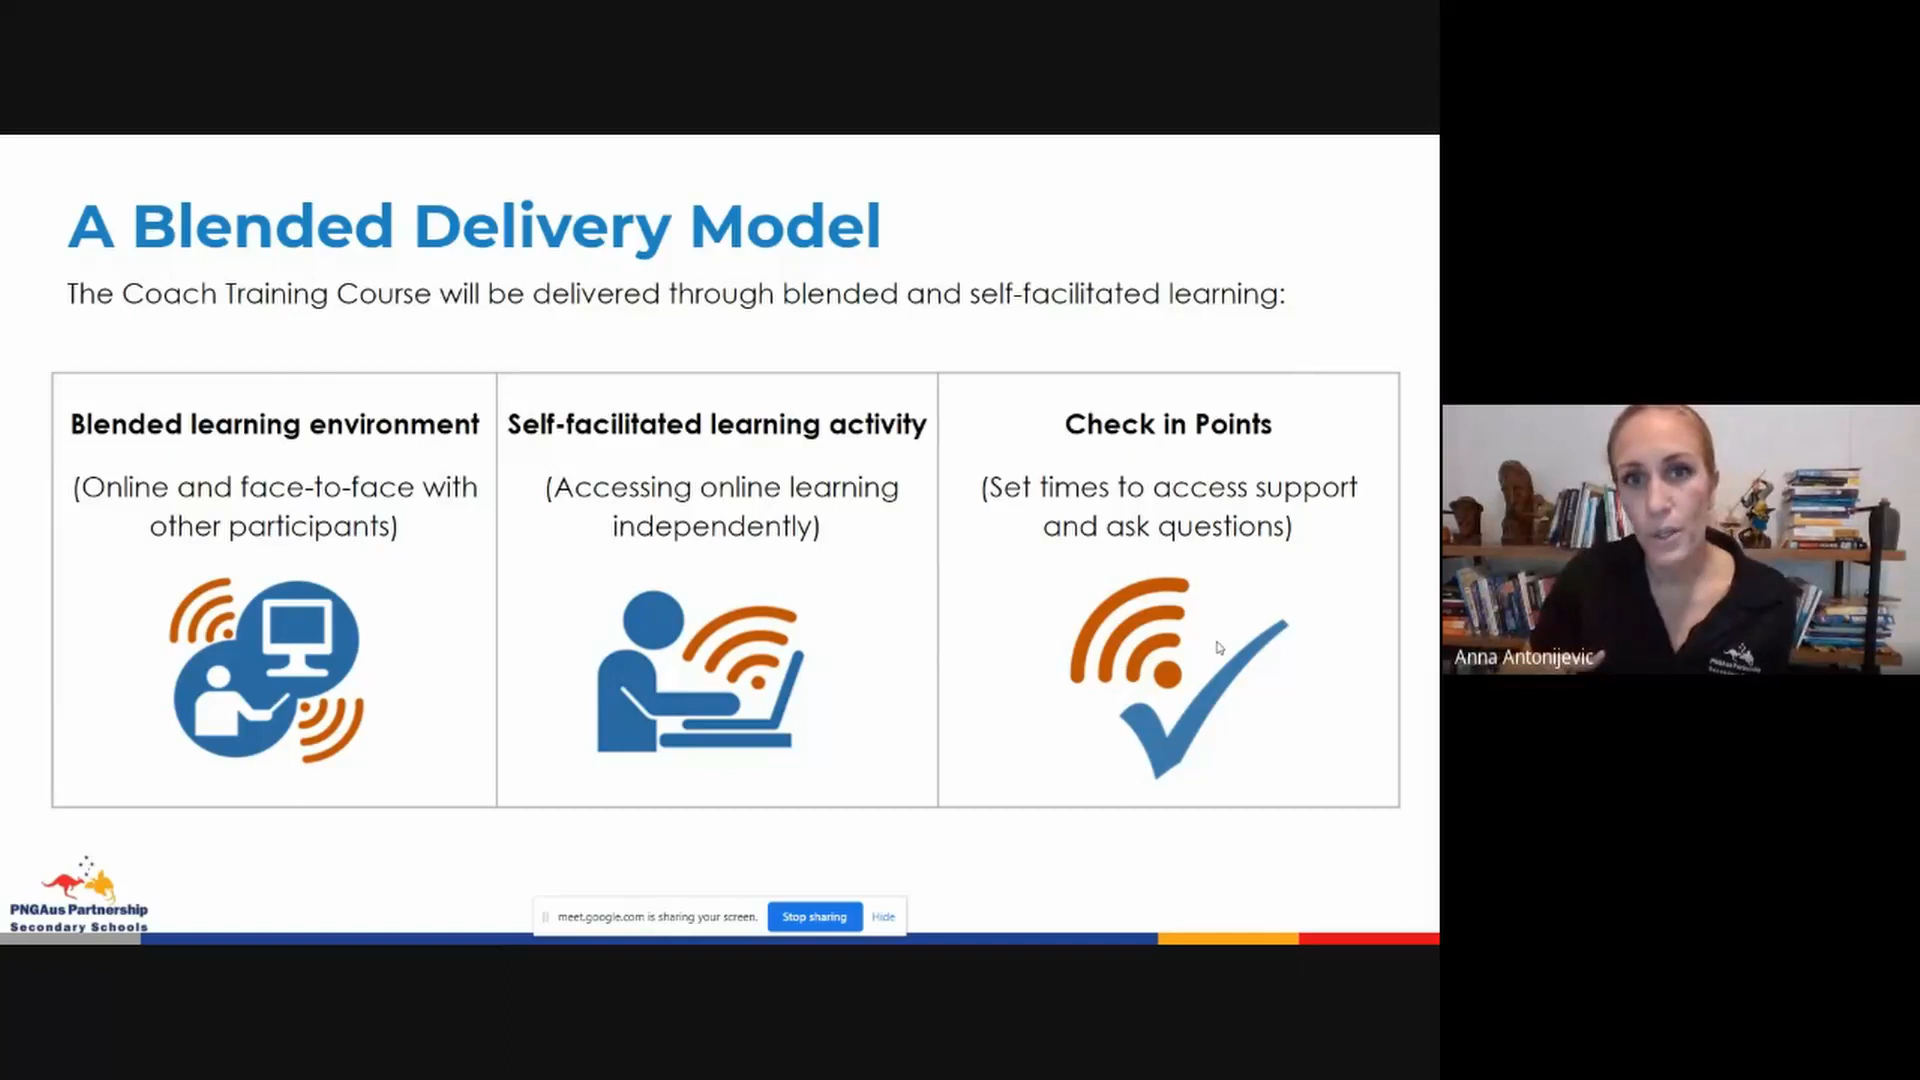 A Blended Delivery Model
The Coach Training Course will be delivered through blended and self-facilitated learning:
Blended learning environment
(Online and face-to-face with
other participants)
Self-facilitated learning activity
(Accessing online learning
independently)
Check in Points
(Set times to access support
and ask questions)
PNGAus Partnership
Secondary Schools
meet.google.com is sharing your screen.
Stop sharing
Hide
Anna Antonijevic
PNGAus Partnership